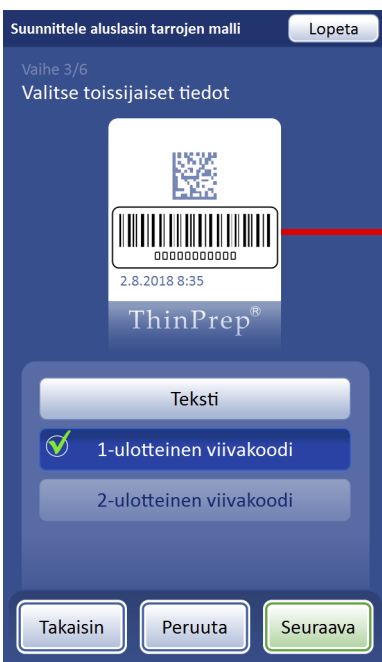 Suunnittele aluslasin tarrojen malli
Lopeta
Vaihe 3/6
Valitse toissijaiset tiedot
00000000000
2.8.2018 8:35
ThinPrep®
Teksti
1-ulotteinen viivakoodi
2-ulotteinen viivakoodi
Takaisin
Peruuta
Seuraava